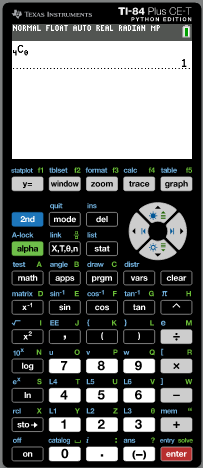 TEXAS INSTRUMENTS
TI-84 Plus CE-T
PYTHON EDITION
NORMAL FLOAT AUTO REAL RADIAN MP
₄C₀
1
statplot f1 tblset f2 format f3 calc f4 table f5
y= window zoom trace graph
quit ins
2nd mode del
A-lock link list
alpha X,T,θ,n stat
test A angle B draw C distr
math apps prgm vars clear
matrix D sin⁻¹ E cos⁻¹ F tan⁻¹ G π H
x⁻¹ sin cos tan ^
√ I EE J { K } L e M
x² , ( ) ÷
10ˣ N u O v P w Q [ R
log 7 8 9 ×
eˣ S L4 T L5 U L6 V ] W
ln 4 5 6 −
rcl X L1 Y L2 Z L3 θ mem "
sto→ 1 2 3 +
off catalog ⎵ i : ans ? entry solve
on 0 . (−) enter